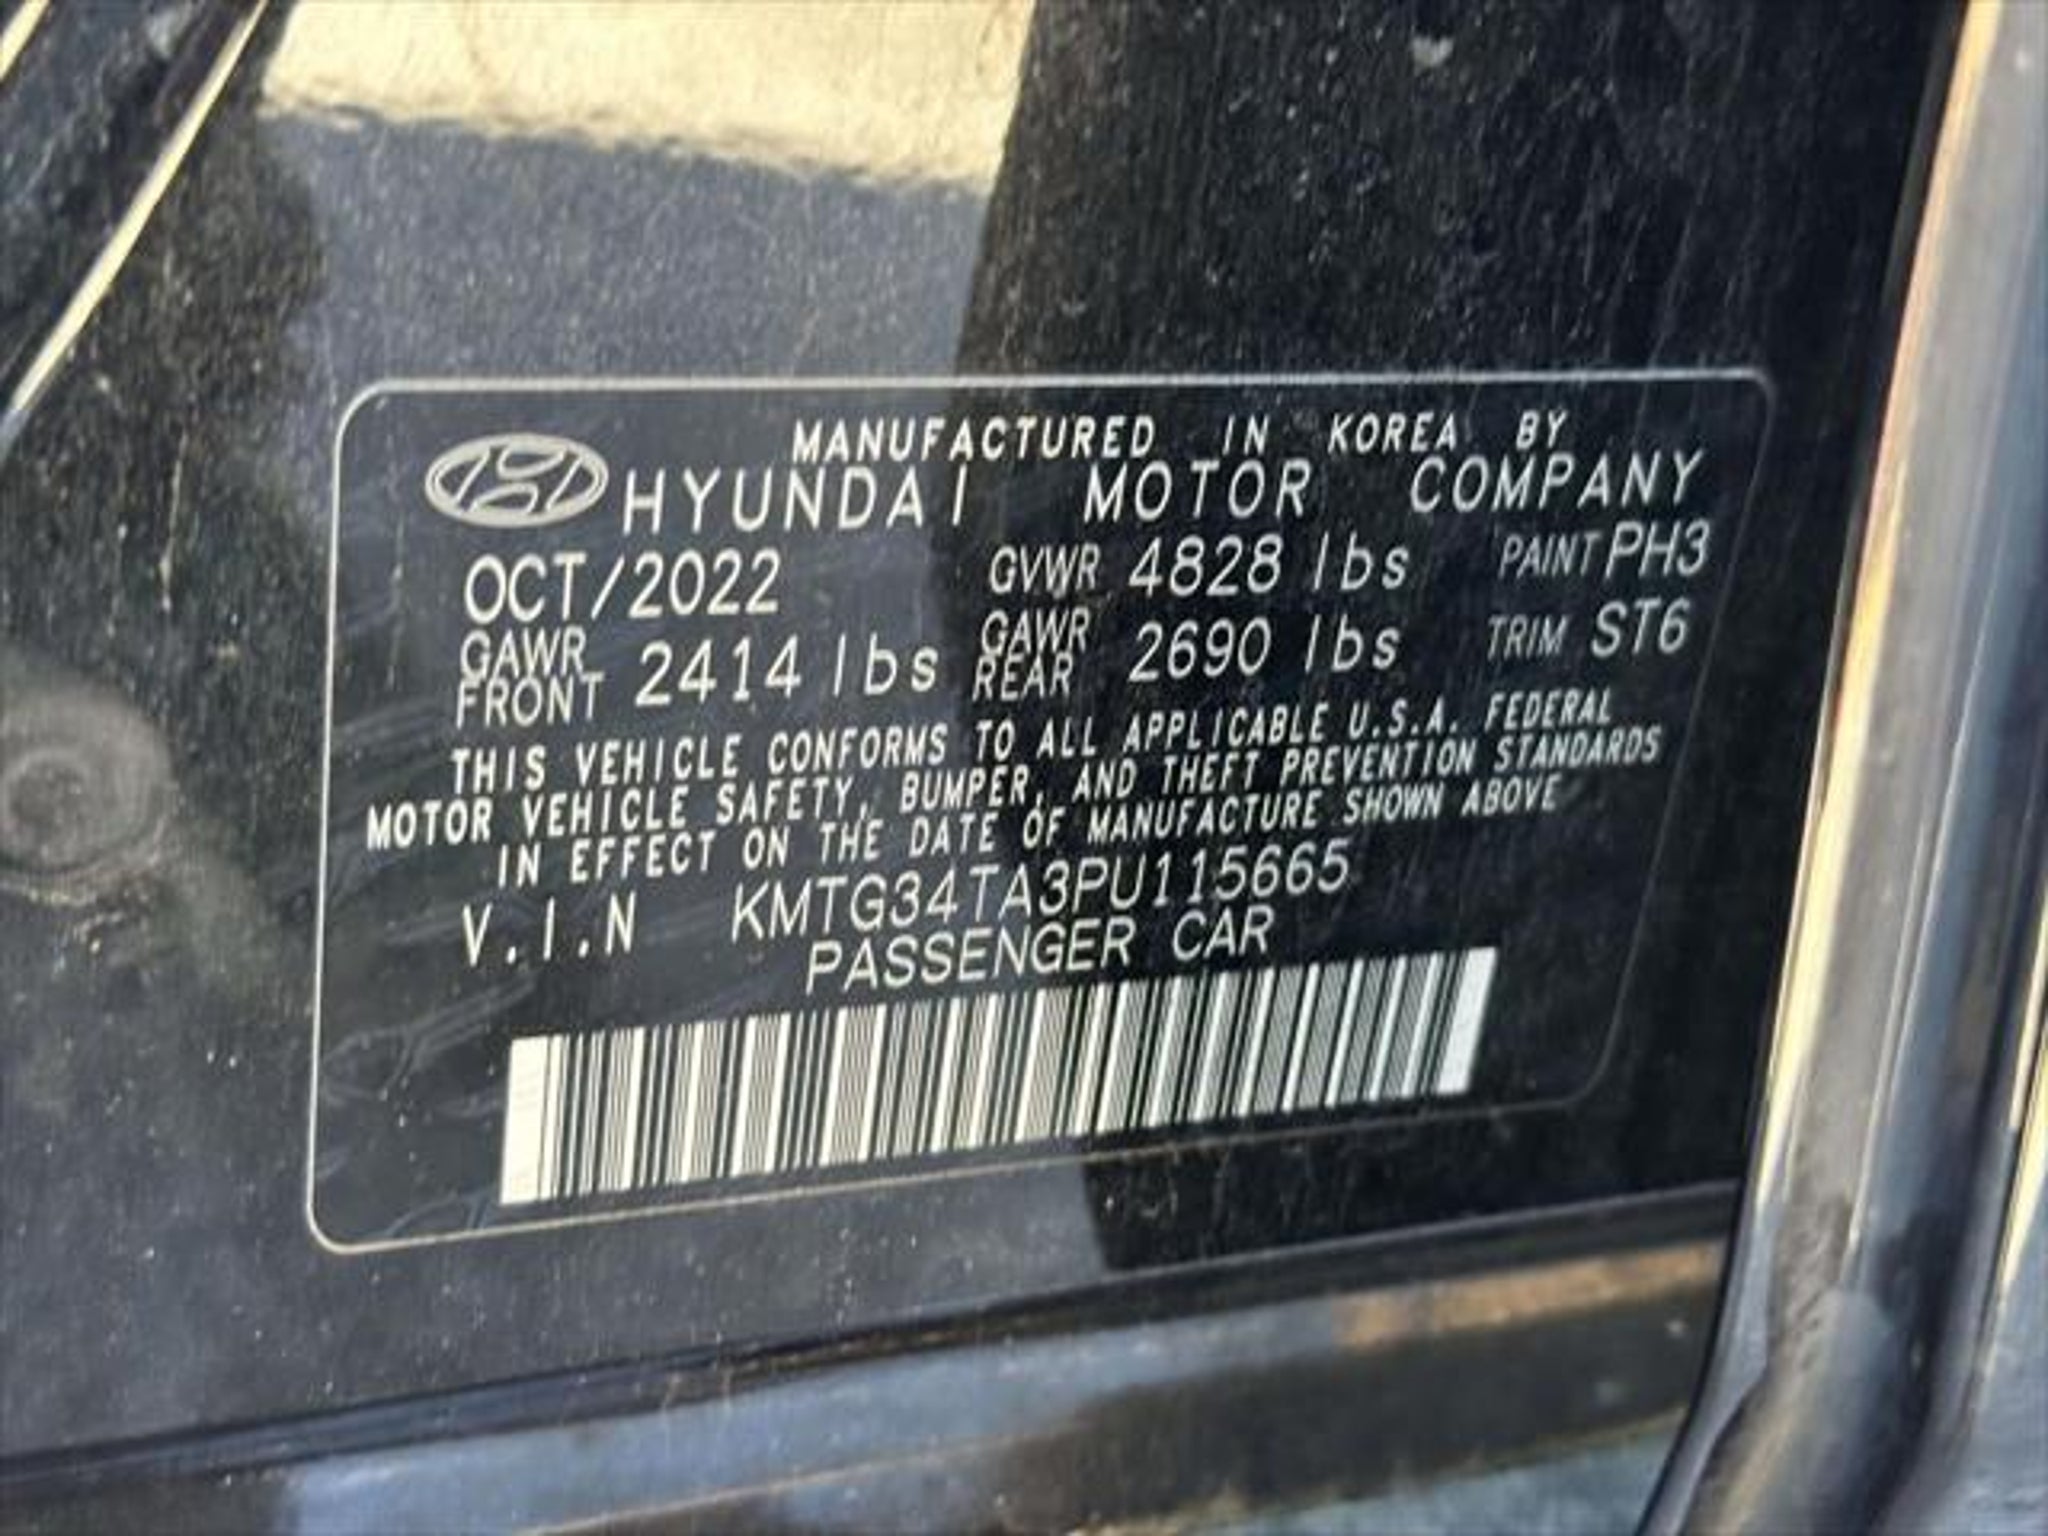 MANUFACTURED IN KOREA BY
HYUNDAI MOTOR COMPANY
OCT/2022 GVWR 4828 lbs PAINT PH3
GAWR FRONT 2414 lbs GAWR REAR 2690 lbs TRIM ST6
THIS VEHICLE CONFORMS TO ALL APPLICABLE U.S.A. FEDERAL
MOTOR VEHICLE SAFETY, BUMPER, AND THEFT PREVENTION STANDARDS
IN EFFECT ON THE DATE OF MANUFACTURE SHOWN ABOVE
V.I.N KMTG34TA3PU115665
PASSENGER CAR